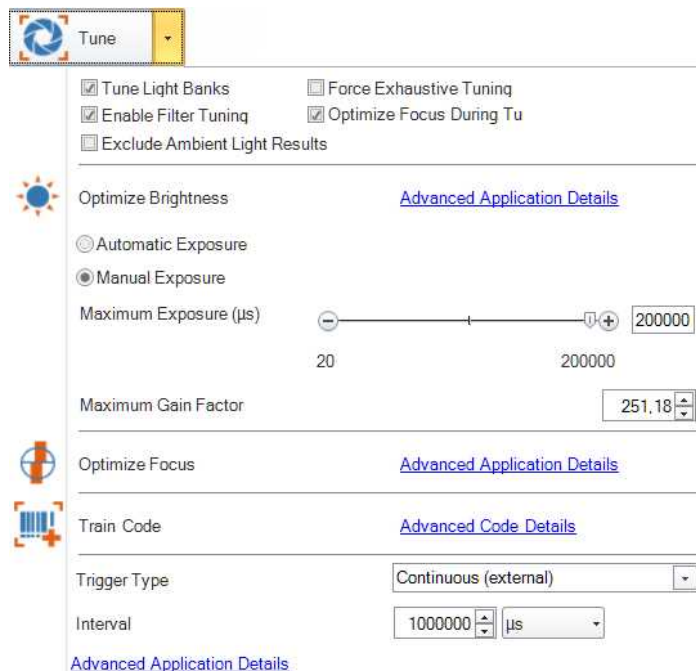 Tune
Tune Light Banks Force Exhaustive Tuning
Enable Filter Tuning Optimize Focus During Tu
Exclude Ambient Light Results
Optimize Brightness Advanced Application Details
Automatic Exposure
Manual Exposure
Maximum Exposure (µs) 200000
20 200000
Maximum Gain Factor 251,18
Optimize Focus Advanced Application Details
Train Code Advanced Code Details
Trigger Type Continuous (external)
Interval 1000000 µs
Advanced Application Details